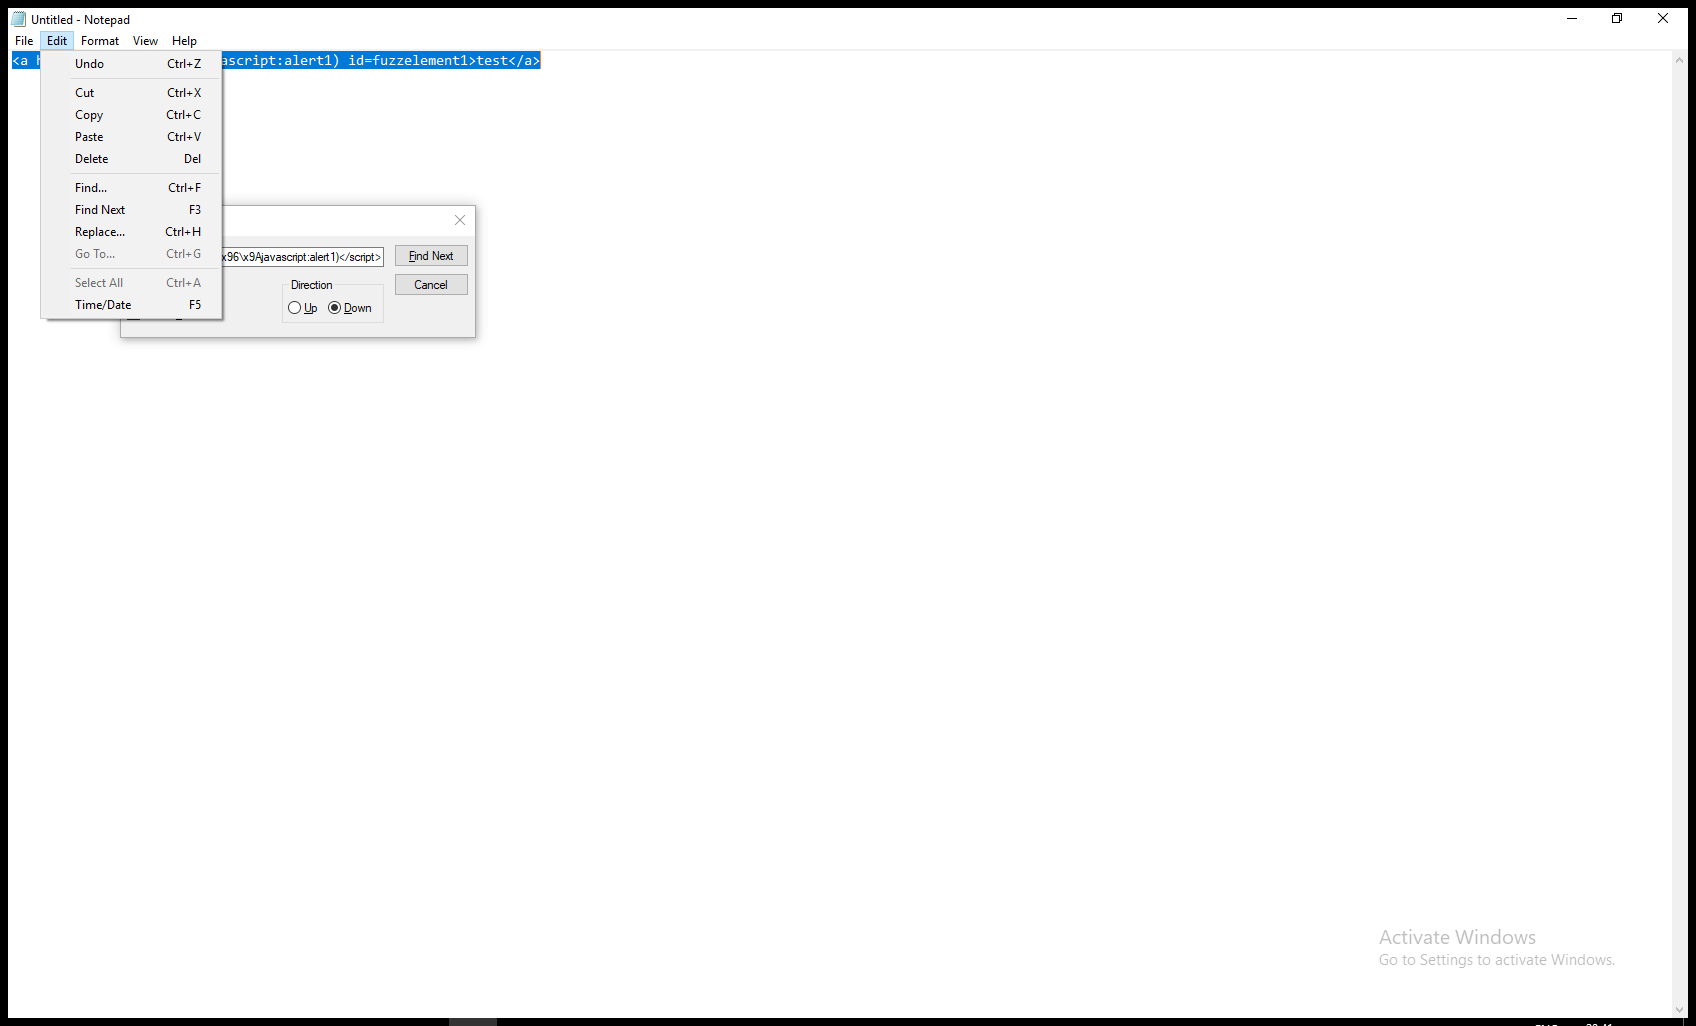 Untitled - Notepad
File Edit Format View Help
<a ascript:alert1) id=fuzzelement1>test</a>
Undo Ctrl+Z
Cut Ctrl+X
Copy Ctrl+C
Paste Ctrl+V
Delete Del
Find... Ctrl+F
Find Next F3
Replace... Ctrl+H
Go To... Ctrl+G
Select All Ctrl+A
Time/Date F5
x96\x9Ajavascript:alert1)</script>
Find Next
Direction
Cancel
Up Down
Activate Windows
Go to Settings to activate Windows.